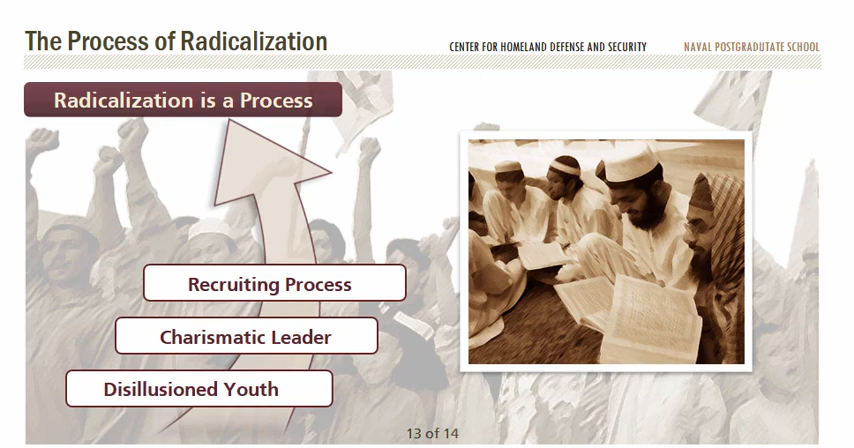 The Process of Radicalization
CENTER FOR HOMELAND DEFENSE AND SECURITY
NAVAL POSTGRADUTATE SCHOOL
Radicalization is a Process
Recruiting Process
Charismatic Leader
Disillusioned Youth
13 of 14